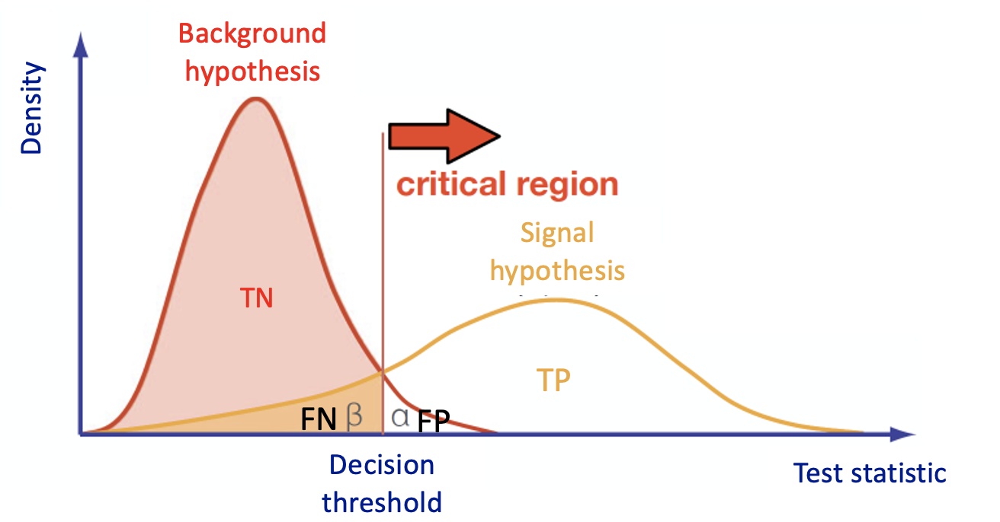 Background
hypothesis
Density
critical region
Signal
hypothesis
TN
TP
FN β α FP
Decision
threshold
Test statistic